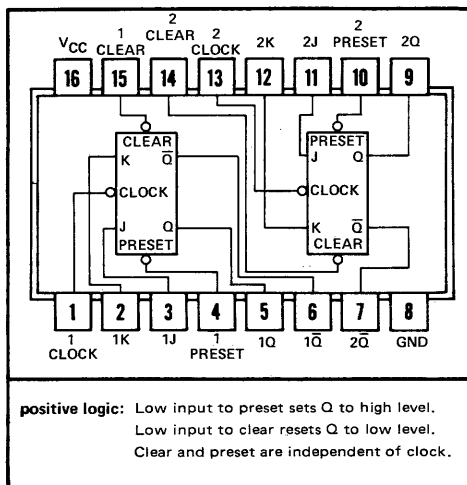 2
1 CLEAR 2 2
VCC CLEAR CLOCK 2K 2J PRESET 2Q
16 15 14 13 12 11 10 9
CLEAR PRESET
K Q̅ J Q
CLOCK CLOCK
J Q K Q̅
PRESET CLEAR
1 2 3 4 5 6 7 8
1 1K 1J 1 1Q 1Q̅ 2Q̅ GND
CLOCK PRESET
positive logic: Low input to preset sets Q to high level.
Low input to clear resets Q to low level.
Clear and preset are independent of clock.